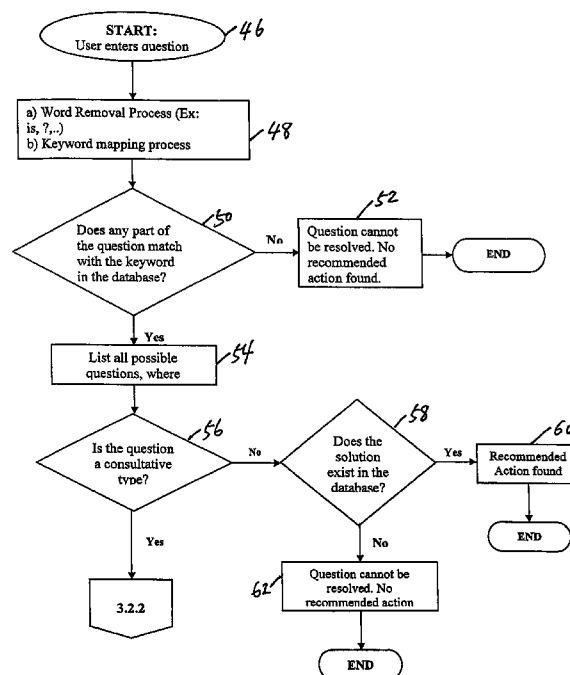 START:
User enters question
46
a) Word Removal Process (Ex:
is, ?,..)
b) Keyword mapping process
48
Does any part of
the question match
with the keyword
in the database?
50
No
52
Question cannot
be resolved. No
recommended
action found.
END
Yes
List all possible
questions, where
54
Is the question
a consultative
type?
56
No
58
Does the
solution
exist in the
database?
Yes
60
Recommended
Action found
END
Yes
No
3.2.2
62
Question cannot be
resolved. No
recommended action
END